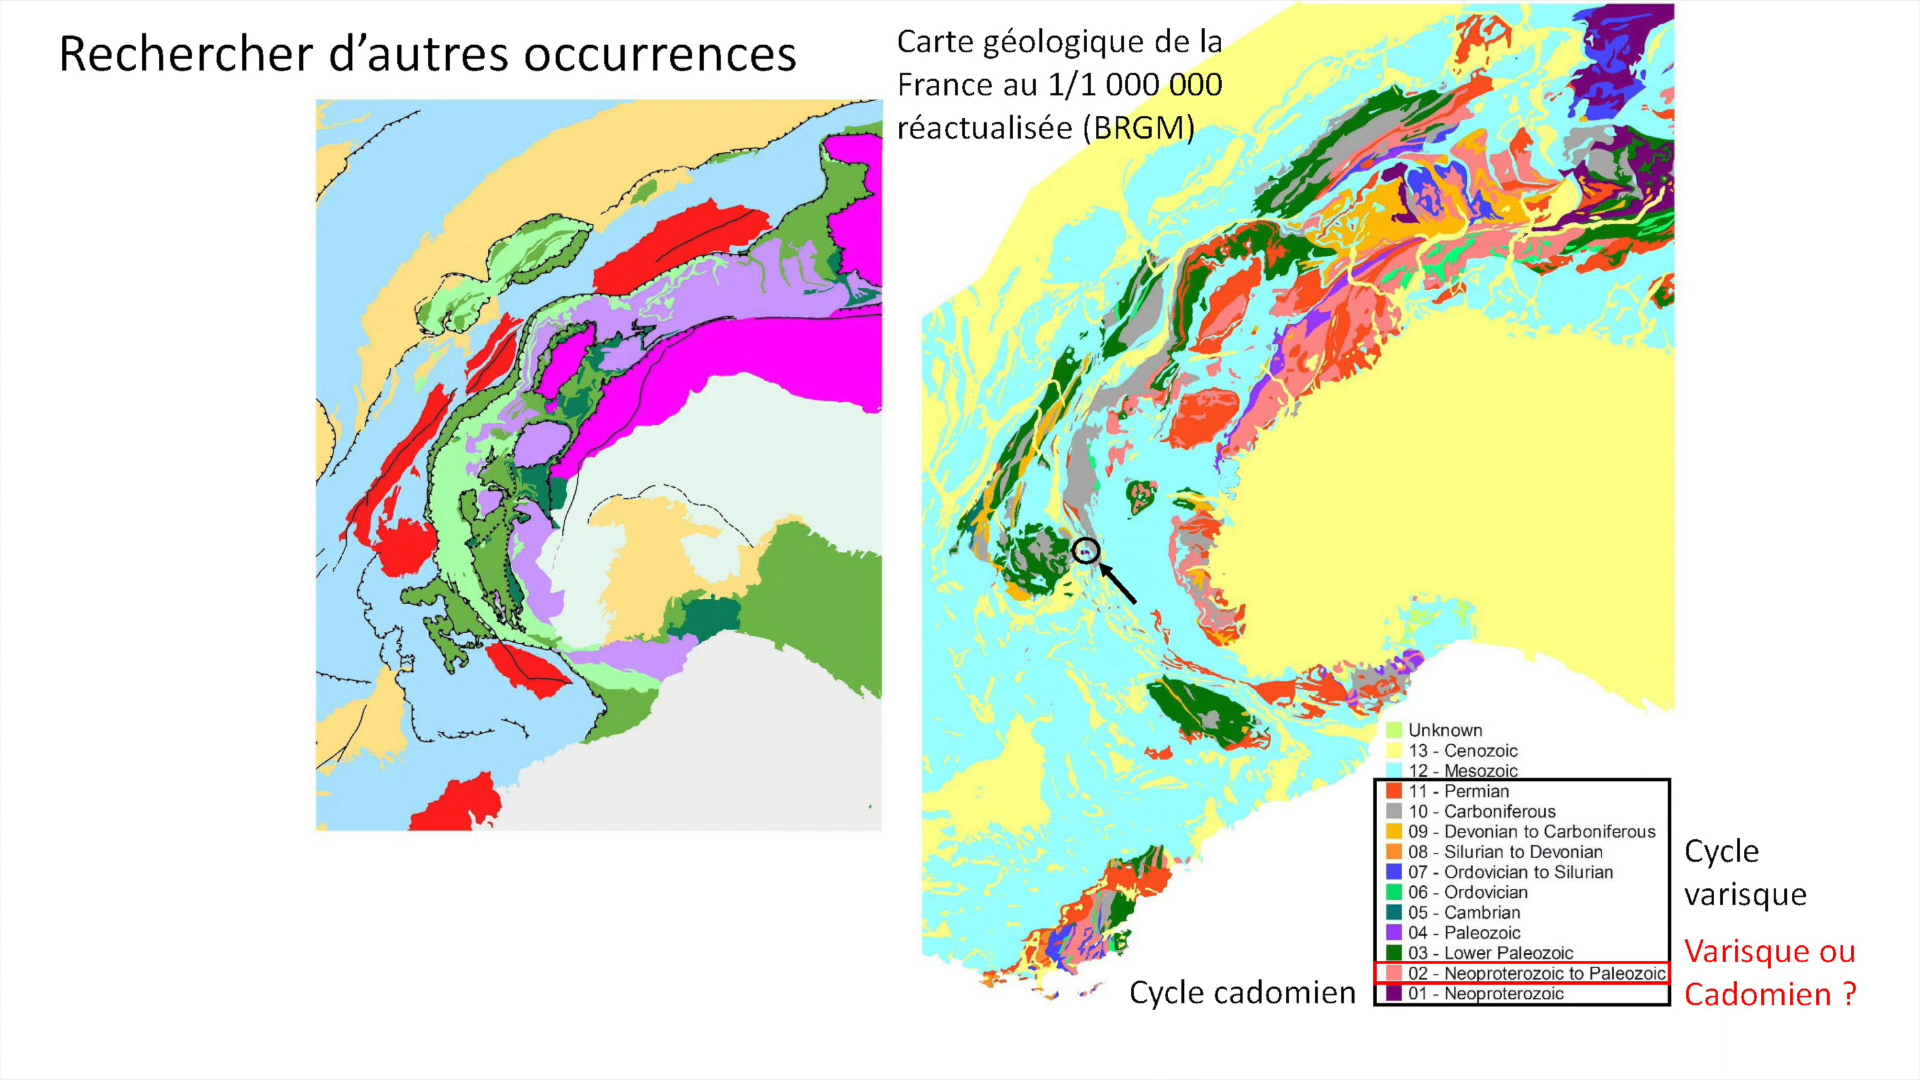 Rechercher d’autres occurrences
Carte géologique de la
France au 1/1 000 000
réactualisée (BRGM)
Unknown
13 - Cenozoic
12 - Mesozoic
11 - Permian
10 - Carboniferous
09 - Devonian to Carboniferous
08 - Silurian to Devonian
07 - Ordovician to Silurian
06 - Ordovician
05 - Cambrian
04 - Paleozoic
03 - Lower Paleozoic
02 - Neoproterozoic to Paleozoic
01 - Neoproterozoic
Cycle
varisque
Varisque ou
Cadomien ?
Cycle cadomien